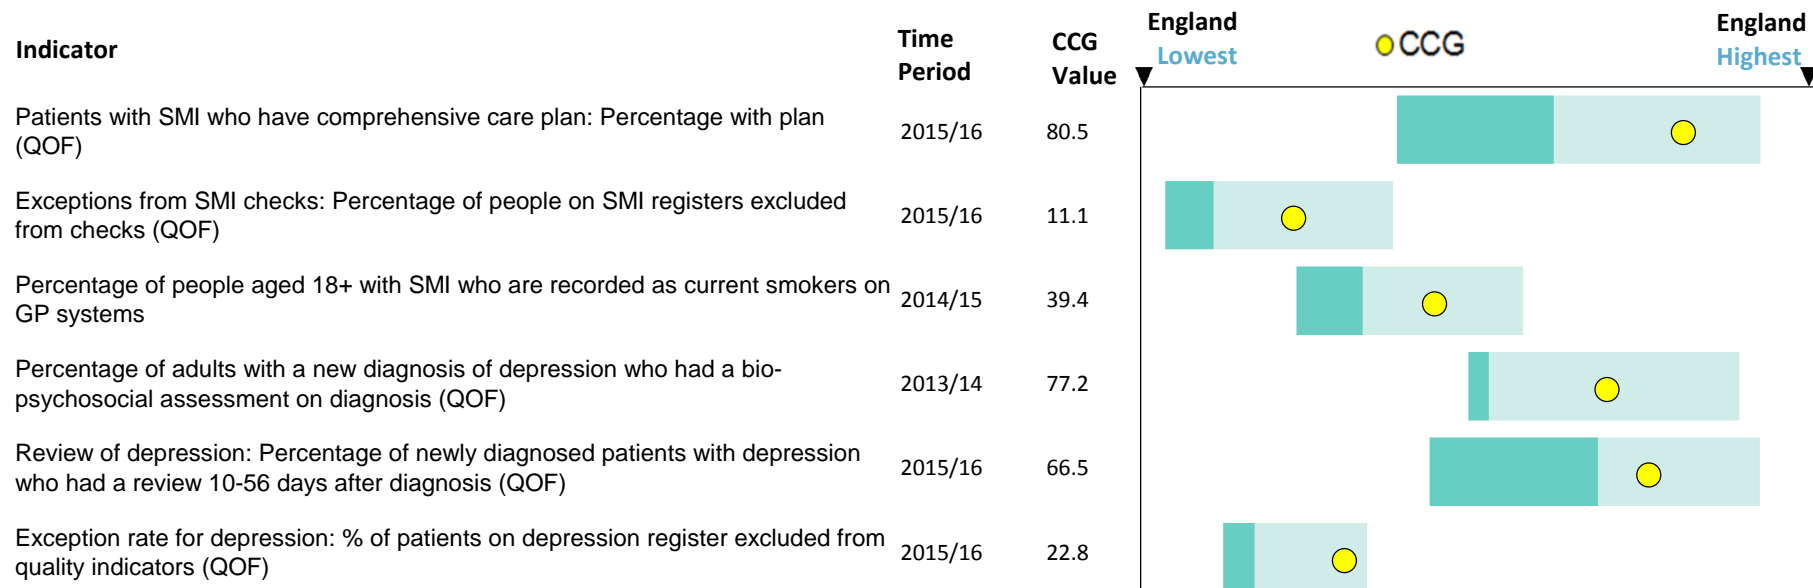 Indicator
Time Period
CCG Value
England Lowest
CCG
England Highest
Patients with SMI who have comprehensive care plan: Percentage with plan
(QOF)
2015/16
80.5
Exceptions from SMI checks: Percentage of people on SMI registers excluded
from checks (QOF)
2015/16
11.1
Percentage of people aged 18+ with SMI who are recorded as current smokers on
GP systems
2014/15
39.4
Percentage of adults with a new diagnosis of depression who had a bio-
psychosocial assessment on diagnosis (QOF)
2013/14
77.2
Review of depression: Percentage of newly diagnosed patients with depression
who had a review 10-56 days after diagnosis (QOF)
2015/16
66.5
Exception rate for depression: % of patients on depression register excluded from
quality indicators (QOF)
2015/16
22.8